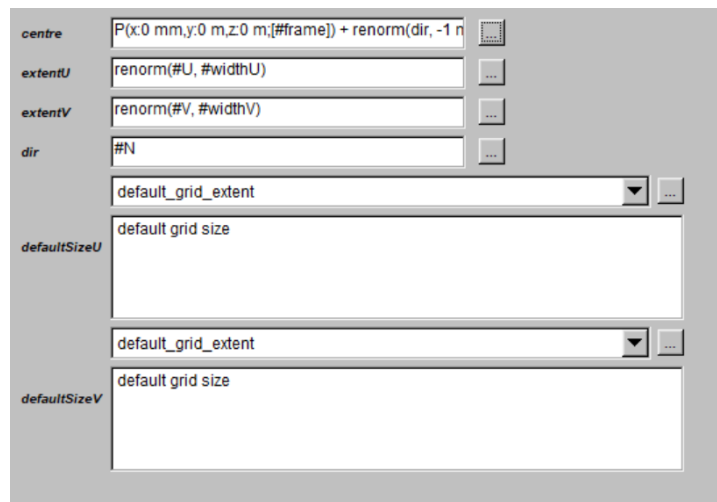 centre P(x:0 mm,y:0 m,z:0 m;[#frame]) + renorm(dir, -1 ...
extentU renorm(#U, #widthU) ...
extentV renorm(#V, #widthV) ...
dir #N ...
default_grid_extent ...
defaultSizeU default grid size
default_grid_extent ...
defaultSizeV default grid size